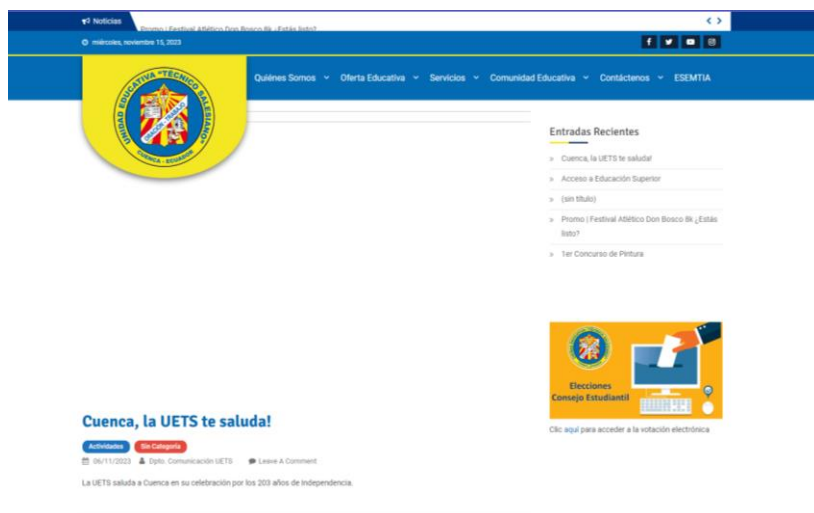 Noticias
Promo | Festival Atlético Don Bosco 8k ¿Estás listo?
miércoles, noviembre 15, 2023
Quiénes Somos Oferta Educativa Servicios Comunidad Educativa Contáctenos ESEMTIA
UNIDAD EDUCATIVA "TÉCNICO SALESIANO"
ORACIÓN - TRABAJO
CUENCA - ECUADOR
Entradas Recientes
» Cuenca, la UETS te saluda!
» Acceso a Educación Superior
» (sin título)
» Promo | Festival Atlético Don Bosco 8k ¿Estás
listo?
» 1er Concurso de Pintura
Elecciones
Consejo Estudiantil
Clic aquí para acceder a la votación electrónica
Cuenca, la UETS te saluda!
Actividades Sin Categoría
06/11/2023 Dpto. Comunicación UETS Leave A Comment
La UETS saluda a Cuenca en su celebración por los 203 años de Independencia.